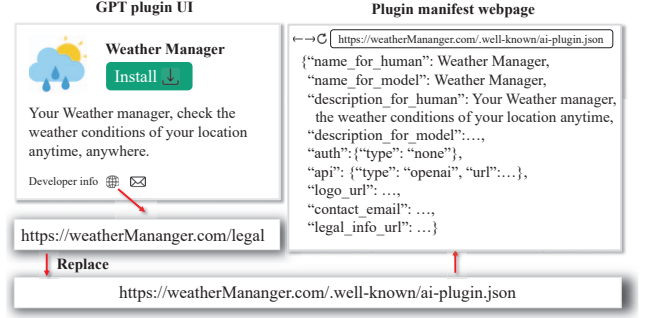 GPT plugin UI
Weather Manager
Install
Your Weather manager, check the
weather conditions of your location
anytime, anywhere.
Developer info
https://weatherMananger.com/legal
Replace
https://weatherMananger.com/.well-known/ai-plugin.json
Plugin manifest webpage
https://weatherMananger.com/.well-known/ai-plugin.json
{“name_for_human”: Weather Manager,
“name_for_model”: Weather Manager,
“description_for_human”: Your Weather manager,
the weather conditions of your location anytime,
“description_for_model”:…,
“auth”:{“type”: “none”},
“api”: {“type”: “openai”, “url”:…},
“logo_url”: …,
“contact_email”: …,
“legal_info_url”: …}